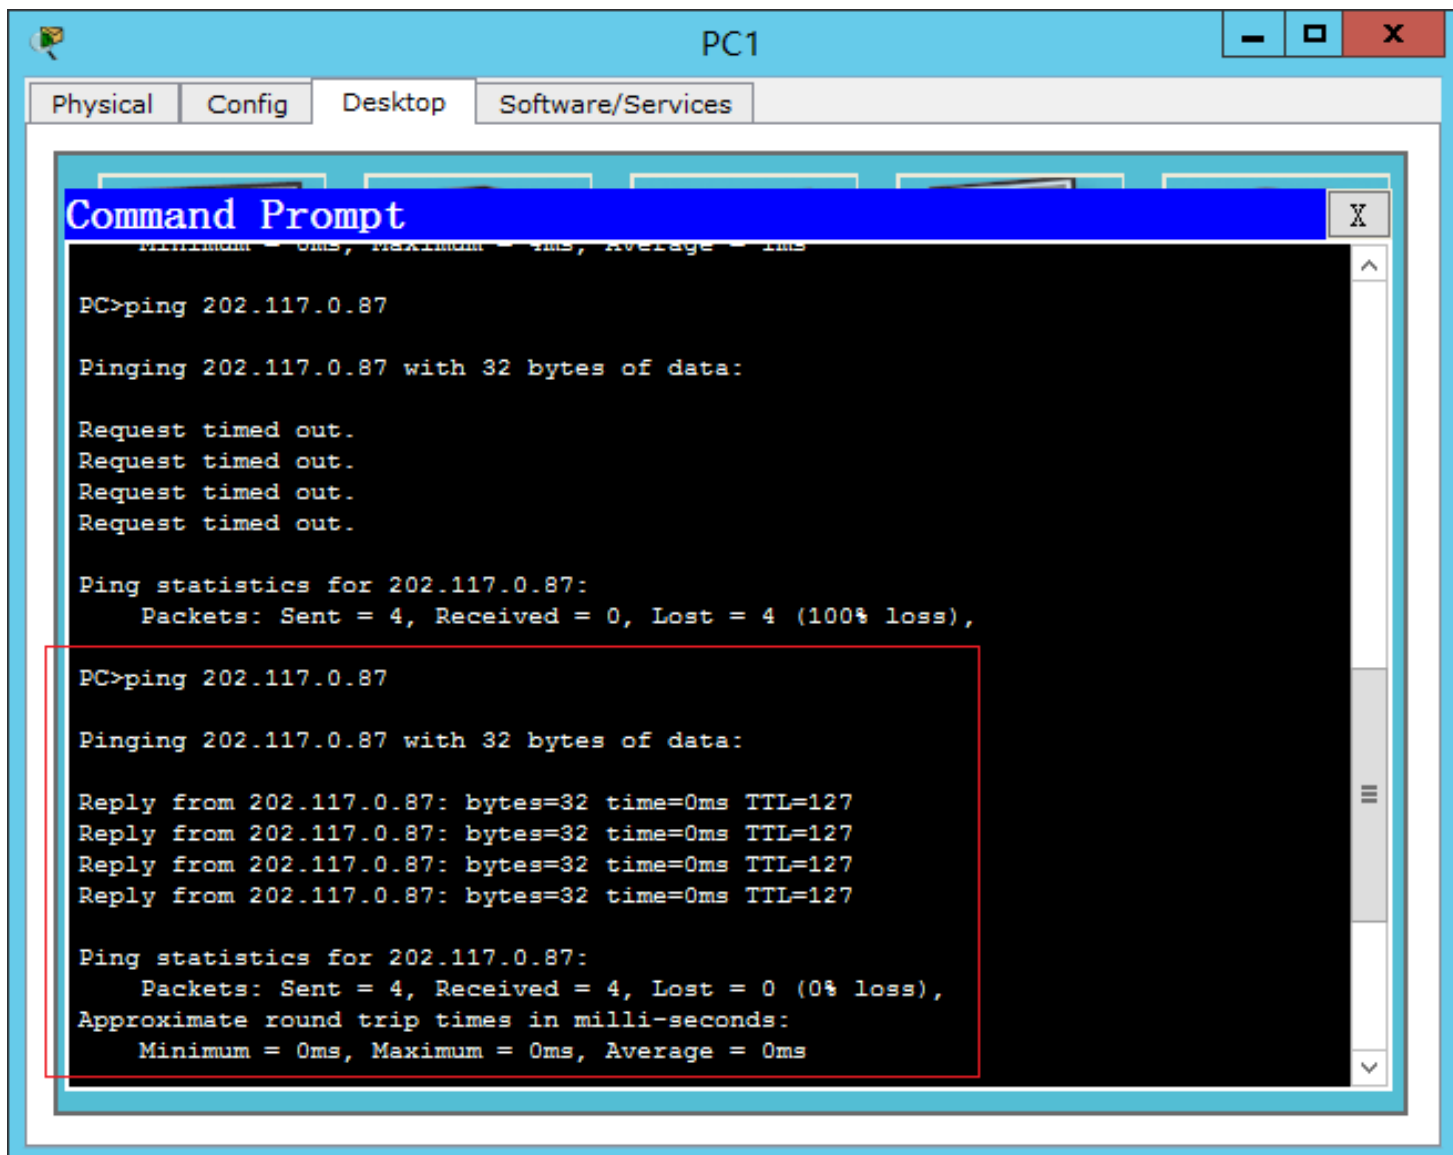 PC1
Physical Config Desktop Software/Services
Command Prompt
X
Minimum = 0ms, Maximum = 4ms, Average = 1ms
PC>ping 202.117.0.87
Pinging 202.117.0.87 with 32 bytes of data:
Request timed out.
Request timed out.
Request timed out.
Request timed out.
Ping statistics for 202.117.0.87:
Packets: Sent = 4, Received = 0, Lost = 4 (100% loss),
PC>ping 202.117.0.87
Pinging 202.117.0.87 with 32 bytes of data:
Reply from 202.117.0.87: bytes=32 time=0ms TTL=127
Reply from 202.117.0.87: bytes=32 time=0ms TTL=127
Reply from 202.117.0.87: bytes=32 time=0ms TTL=127
Reply from 202.117.0.87: bytes=32 time=0ms TTL=127
Ping statistics for 202.117.0.87:
Packets: Sent = 4, Received = 4, Lost = 0 (0% loss),
Approximate round trip times in milli-seconds:
Minimum = 0ms, Maximum = 0ms, Average = 0ms